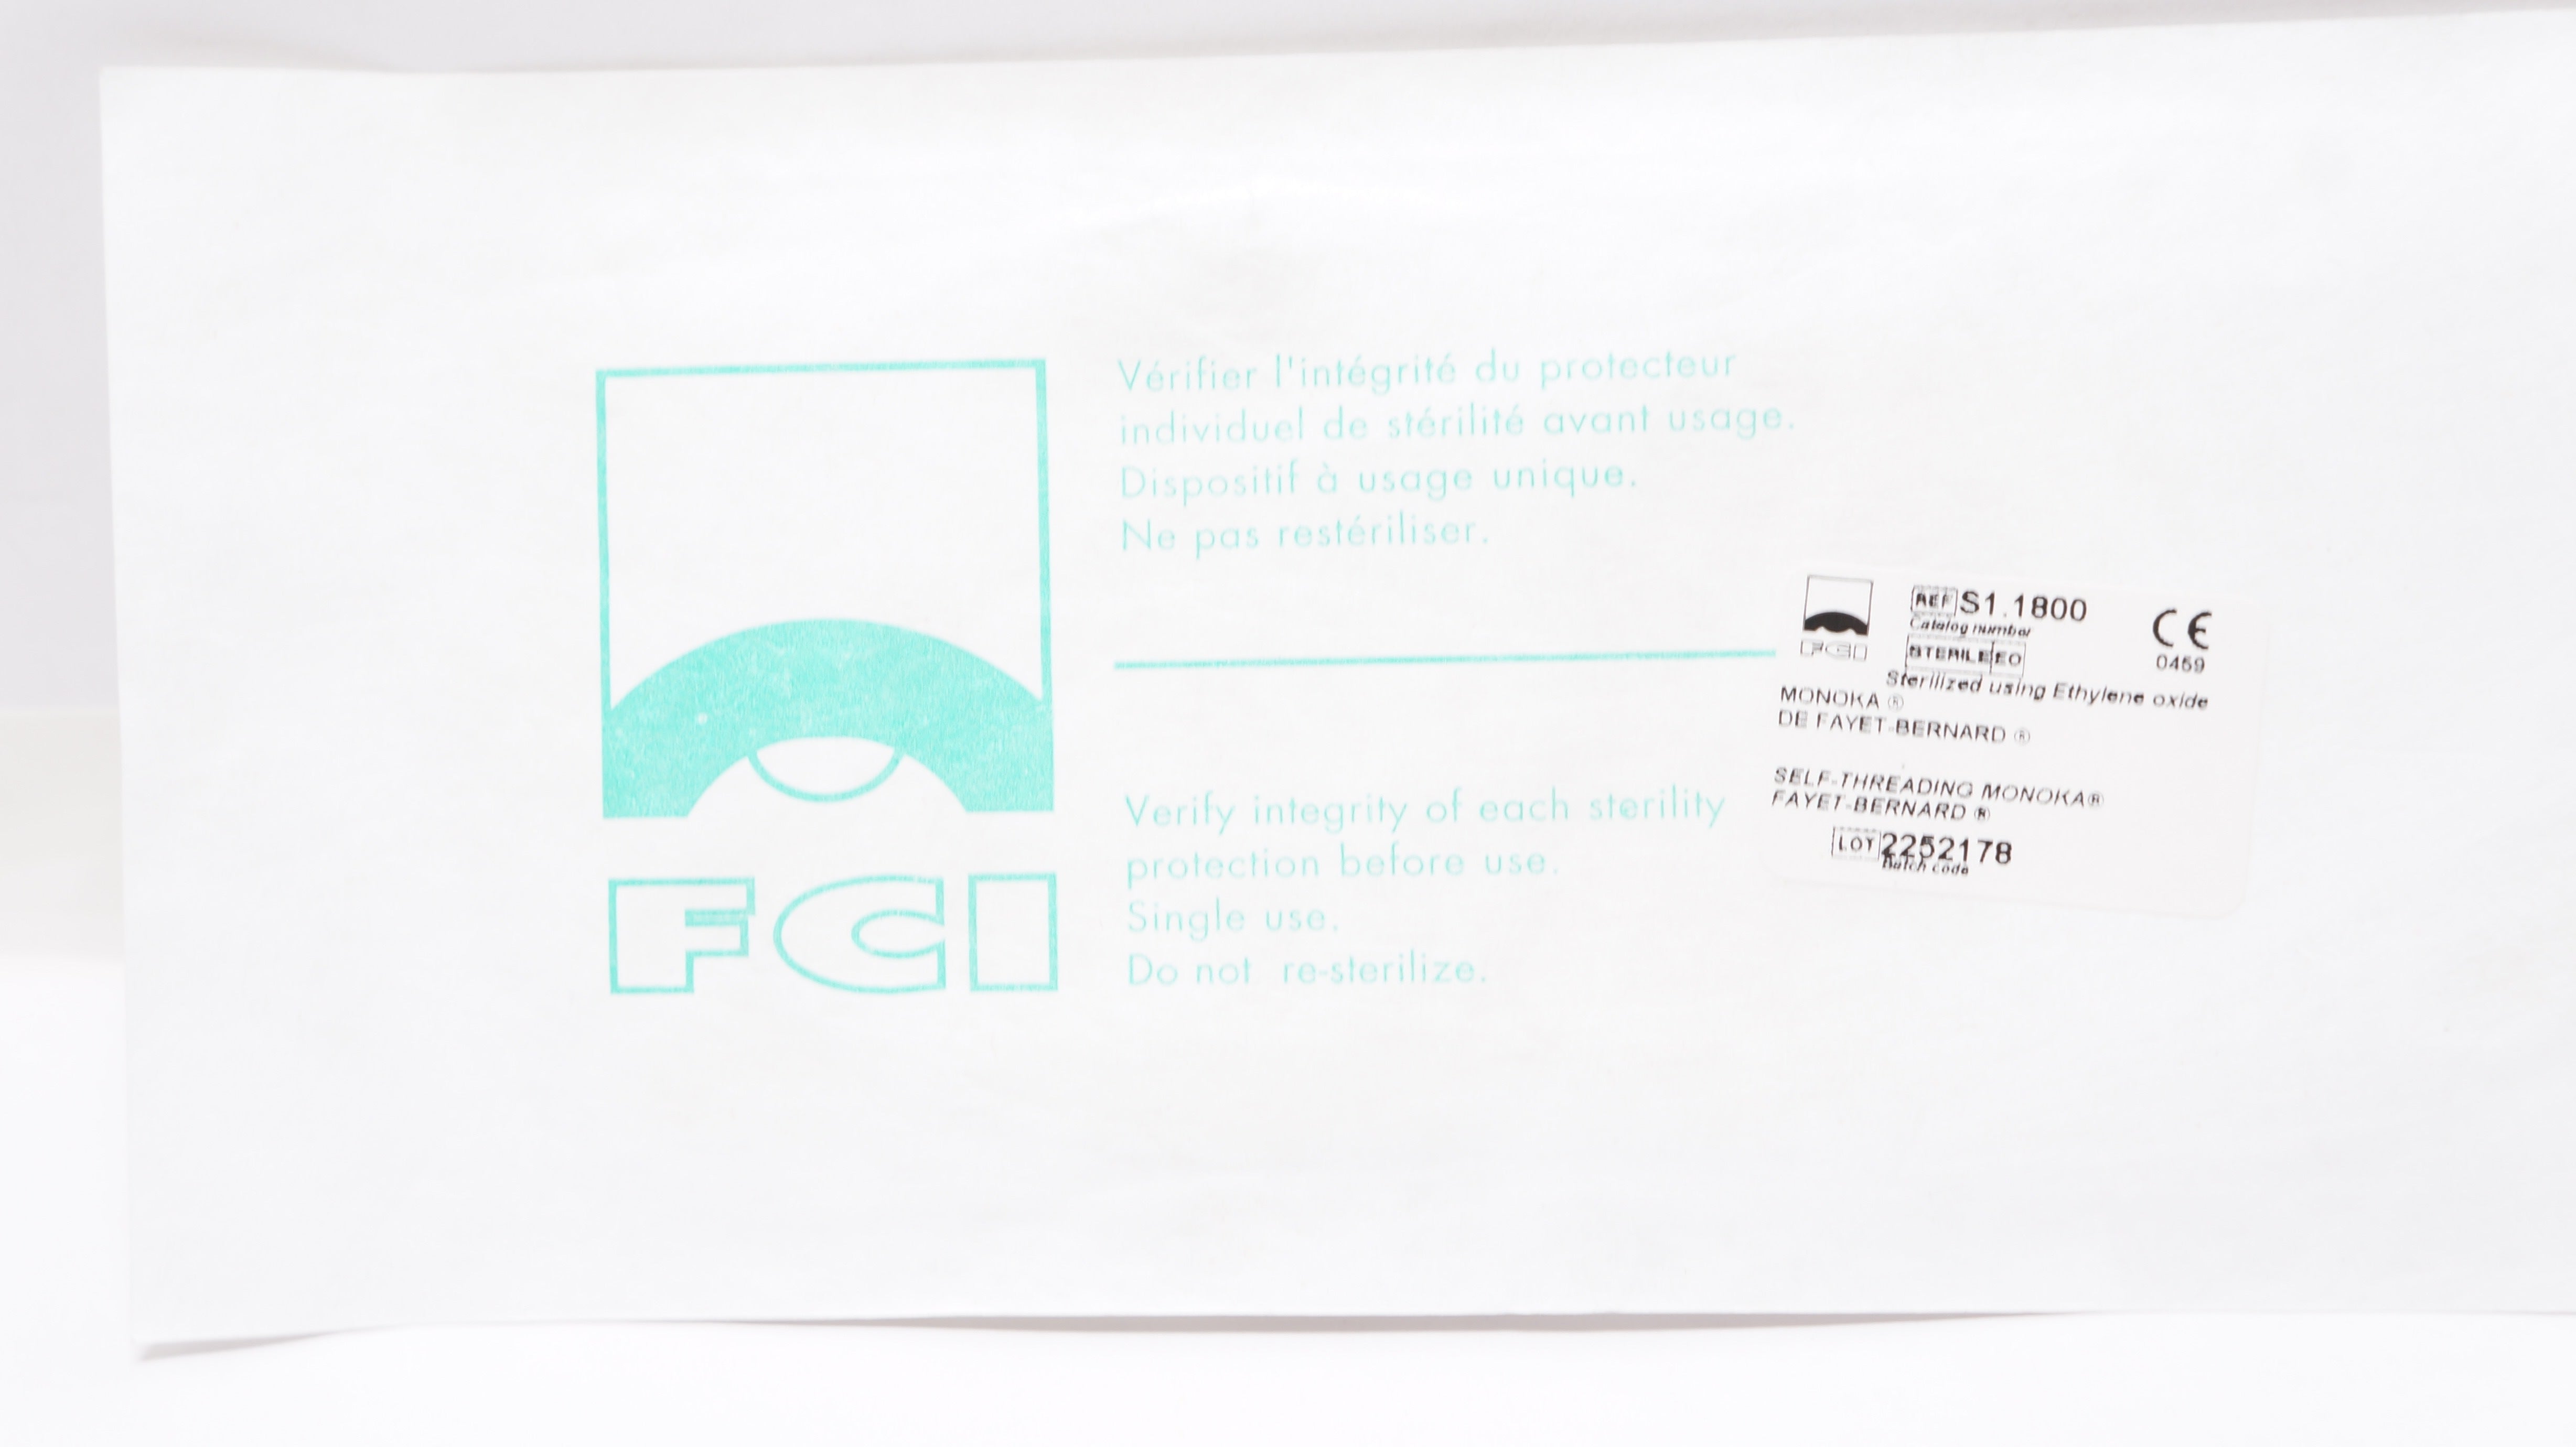 Vérifier l'intégrité du protecteur
individuel de stérilité avant usage.
Dispositif à usage unique.
Ne pas restériliser.
FCI
Verify integrity of each sterility
protection before use.
Single use.
Do not re-sterilize.
FCI
REF S1.1800
Catalog number
STERILE EO
CE
0459
Sterilized using Ethylene oxide
MONOKA ®
DE FAYET-BERNARD ®
SELF-THREADING MONOKA®
FAYET-BERNARD ®
LOT 2252178
Batch code